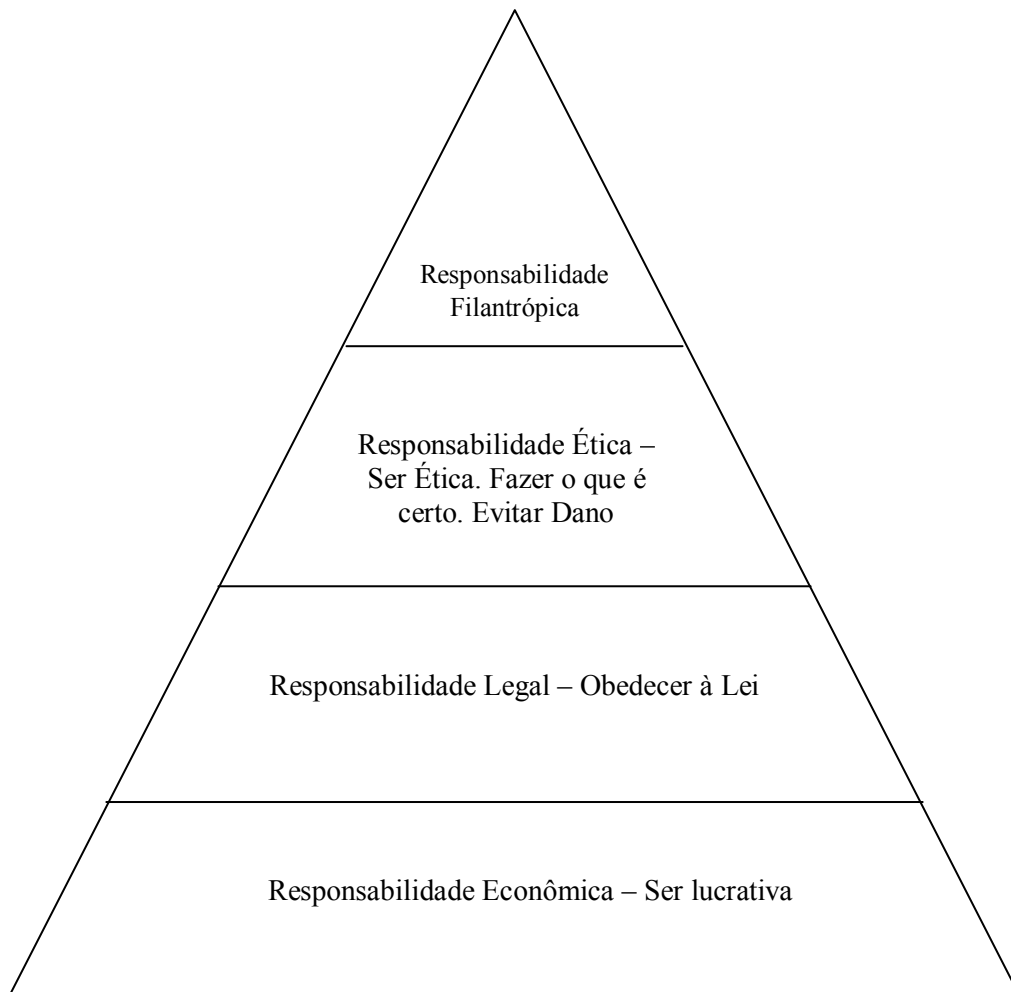 Responsabilidade
Filantrópica
Responsabilidade Ética –
Ser Ética. Fazer o que é
certo. Evitar Dano
Responsabilidade Legal – Obedecer à Lei
Responsabilidade Econômica – Ser lucrativa